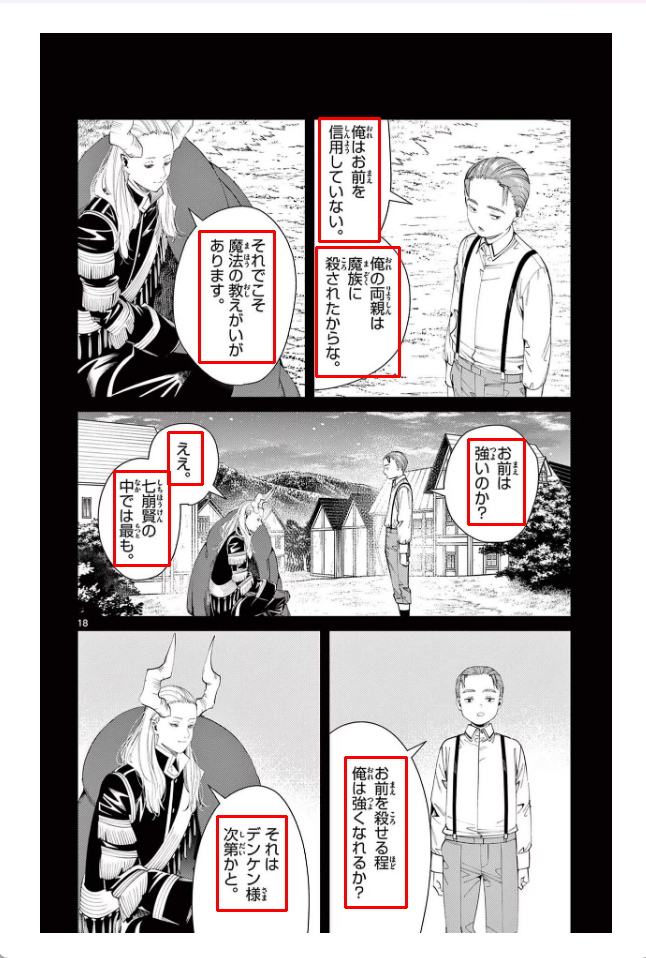 俺はお前を
信用していない。
俺の両親は
魔族に
殺されたからな。
それでこそ
魔法の教えがいが
あります。
お前は
強いのか?
ええ。
七崩賢の
中では最も。
18
お前を殺せる程
俺は強くなれるか?
それは
デンケン様
次第かと。